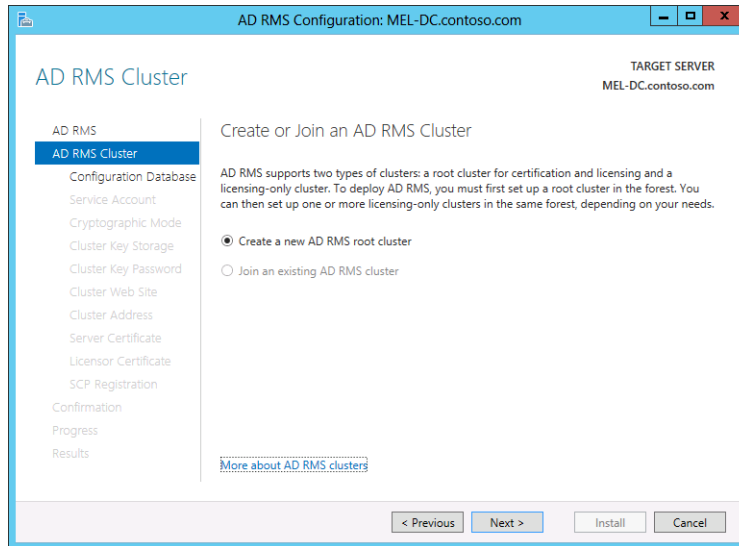 AD RMS Configuration: MEL-DC.contoso.com
AD RMS Cluster
TARGET SERVER
MEL-DC.contoso.com
AD RMS
AD RMS Cluster
Configuration Database
Service Account
Cryptographic Mode
Cluster Key Storage
Cluster Key Password
Cluster Web Site
Cluster Address
Server Certificate
Licensor Certificate
SCP Registration
Confirmation
Progress
Results
Create or Join an AD RMS Cluster
AD RMS supports two types of clusters: a root cluster for certification and licensing and a
licensing-only cluster. To deploy AD RMS, you must first set up a root cluster in the forest. You
can then set up one or more licensing-only clusters in the same forest, depending on your needs.
Create a new AD RMS root cluster
Join an existing AD RMS cluster
More about AD RMS clusters
< Previous
Next >
Install
Cancel